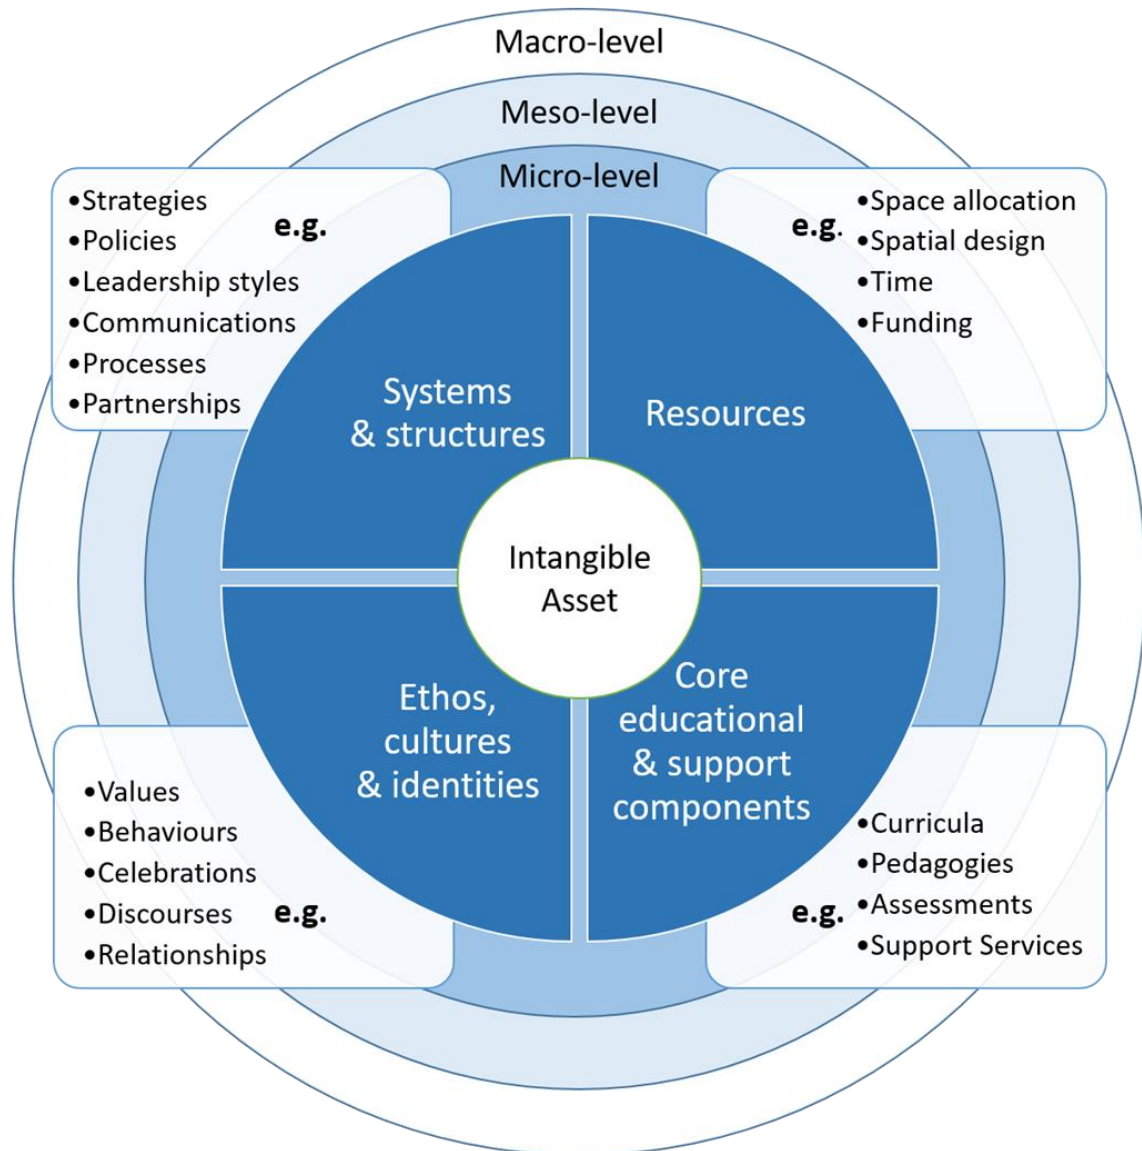 Macro-level
Meso-level
Micro-level
•Strategies
•Policies
•Leadership styles
•Communications
•Processes
•Partnerships
e.g.
e.g.
•Space allocation
•Spatial design
•Time
•Funding
Systems
& structures
Resources
Intangible
Asset
Ethos,
cultures
& identities
Core
educational
& support
components
•Values
•Behaviours
•Celebrations
•Discourses
•Relationships
e.g.
e.g.
•Curricula
•Pedagogies
•Assessments
•Support Services